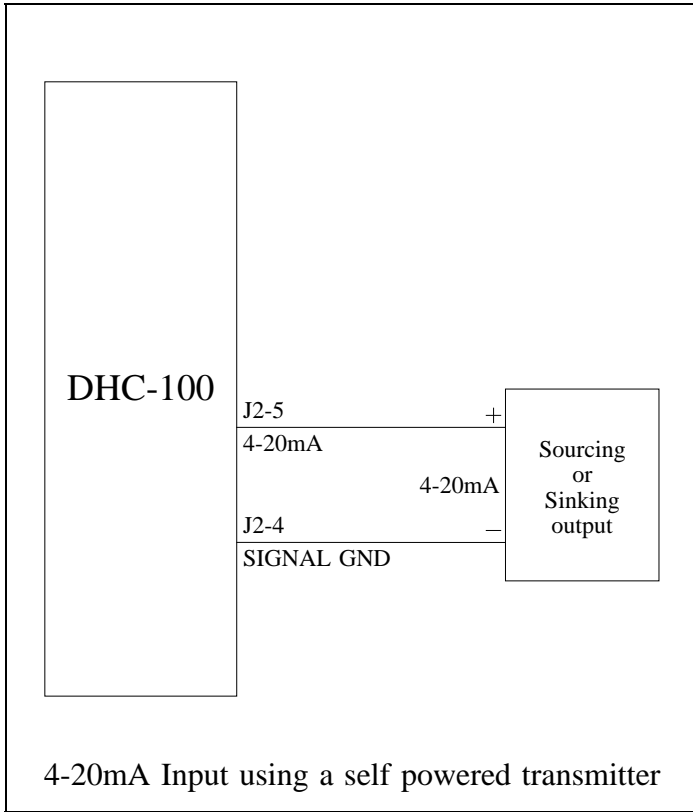 DHC-100
J2-5
+
4-20mA
4-20mA
J2-4
−
SIGNAL GND
Sourcing
or
Sinking
output
4-20mA Input using a self powered transmitter